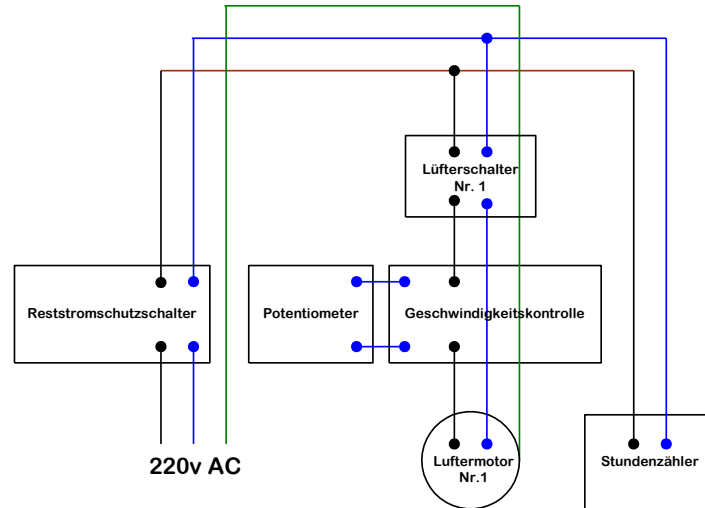 Lüfterschalter
Nr. 1
Reststromschutzschalter
Potentiometer
Geschwindigkeitskontrolle
220v AC
Luftermotor
Nr.1
Stundenzähler